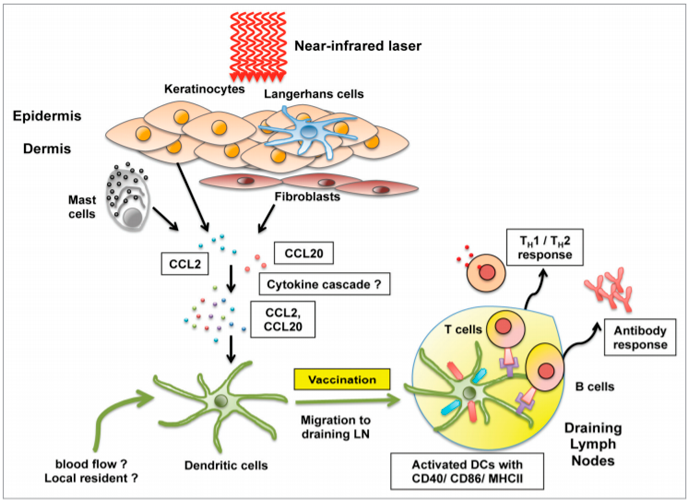 Near-infrared laser
Keratinocytes
Langerhans cells
Epidermis
Dermis
Mast
cells
Fibroblasts
CCL2
CCL20
Cytokine cascade ?
CCL2,
CCL20
TH1 / TH2
response
T cells
Antibody
response
B cells
Vaccination
Migration to
draining LN
Draining
Lymph
Nodes
blood flow ?
Local resident ?
Dendritic cells
Activated DCs with
CD40/ CD86/ MHCII